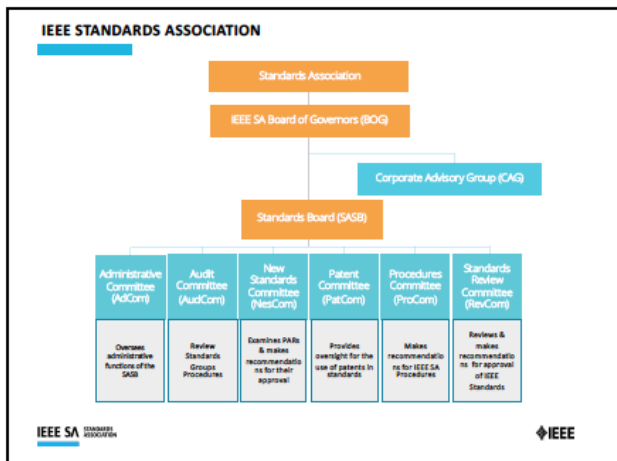 IEEE STANDARDS ASSOCIATION
Standards Association
IEEE SA Board of Governors (BOG)
Corporate Advisory Group (CAG)
Standards Board (SASB)
Administrative
Committee
(AdCom)
Audit
Committee
(AudCom)
New
Standards
Committee
(NesCom)
Patent
Committee
(PatCom)
Procedures
Committee
(ProCom)
Standards
Review
Committee
(RevCom)
Oversees
administrative
functions of the
SASB
Review
Standards
Groups
Procedures
Examines PARs
& makes
recommendatio
ns for their
approval
Provides
oversight for the
use of patents in
standards
Makes
recommendatio
ns for IEEE SA
Procedures
Reviews &
makes
recommendatio
ns for approval
of IEEE
Standards
IEEE SA STANDARDS
ASSOCIATION
IEEE